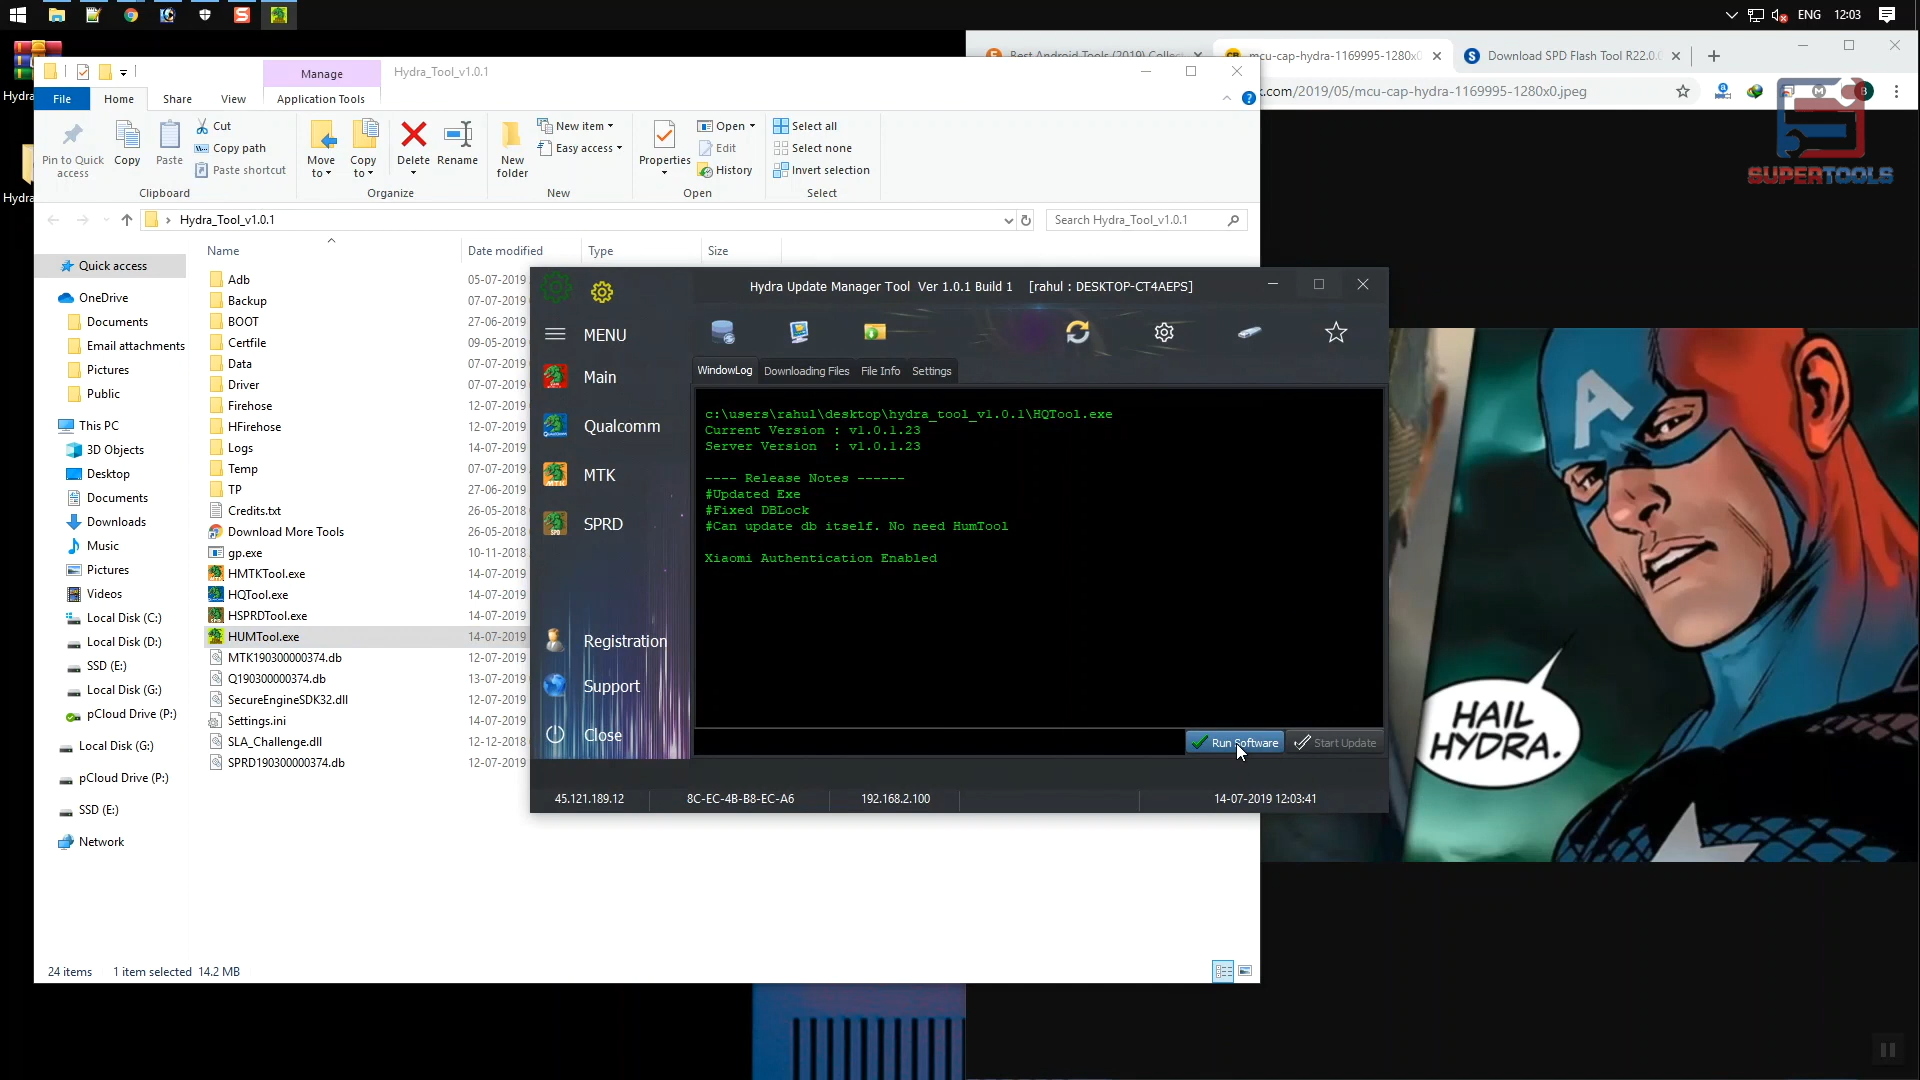 ENG
12:03
Hydra
Hydra
Best Android Tools (2019) Collec
mcu-cap-hydra-1169995-1280x0
Download SPD Flash Tool R22.0.0
.com/2019/05/mcu-cap-hydra-1169995-1280x0.jpeg
SUPERTOOLS
Manage
Hydra_Tool_v1.0.1
File
Home
Share
View
Application Tools
Pin to Quick access
Copy
Paste
Cut
Copy path
Paste shortcut
Clipboard
Move to
Copy to
Delete
Rename
Organize
New folder
New item
Easy access
New
Properties
Open
Edit
History
Open
Select all
Select none
Invert selection
Select
Hydra_Tool_v1.0.1
Search Hydra_Tool_v1.0.1
Name
Date modified
Type
Size
Quick access
OneDrive
Documents
Email attachments
Pictures
Public
This PC
3D Objects
Desktop
Documents
Downloads
Music
Pictures
Videos
Local Disk (C:)
Local Disk (D:)
SSD (E:)
Local Disk (G:)
pCloud Drive (P:)
Local Disk (G:)
pCloud Drive (P:)
SSD (E:)
Network
Adb 05-07-2019
Backup 07-07-2019
BOOT 27-06-2019
Certfile 09-05-2019
Data 07-07-2019
Driver 07-07-2019
Firehose 12-07-2019
HFirehose 12-07-2019
Logs 14-07-2019
Temp 07-07-2019
TP 27-06-2019
Credits.txt 26-05-2018
Download More Tools 26-05-2018
gp.exe 10-11-2018
HMTKTool.exe 14-07-2019
HQTool.exe 14-07-2019
HSPRDTool.exe 14-07-2019
HUMTool.exe 14-07-2019
MTK190300000374.db 12-07-2019
Q190300000374.db 13-07-2019
SecureEngineSDK32.dll 12-07-2019
Settings.ini 14-07-2019
SLA_Challenge.dll 12-12-2018
SPRD190300000374.db 12-07-2019
24 items 1 item selected 14.2 MB
Hydra Update Manager Tool Ver 1.0.1 Build 1 [rahul : DESKTOP-CT4AEPS]
MENU
Main
Qualcomm
MTK
SPRD
Registration
Support
Close
WindowLog
Downloading Files
File Info
Settings
c:\users\rahul\desktop\hydra_tool_v1.0.1\HQTool.exe
Current Version : v1.0.1.23
Server Version : v1.0.1.23
---- Release Notes ------
#Updated Exe
#Fixed DBLock
#Can update db itself. No need HumTool
Xiaomi Authentication Enabled
Run Software
Start Update
45.121.189.12
8C-EC-4B-B8-EC-A6
192.168.2.100
14-07-2019 12:03:41
A
HAIL
HYDRA.